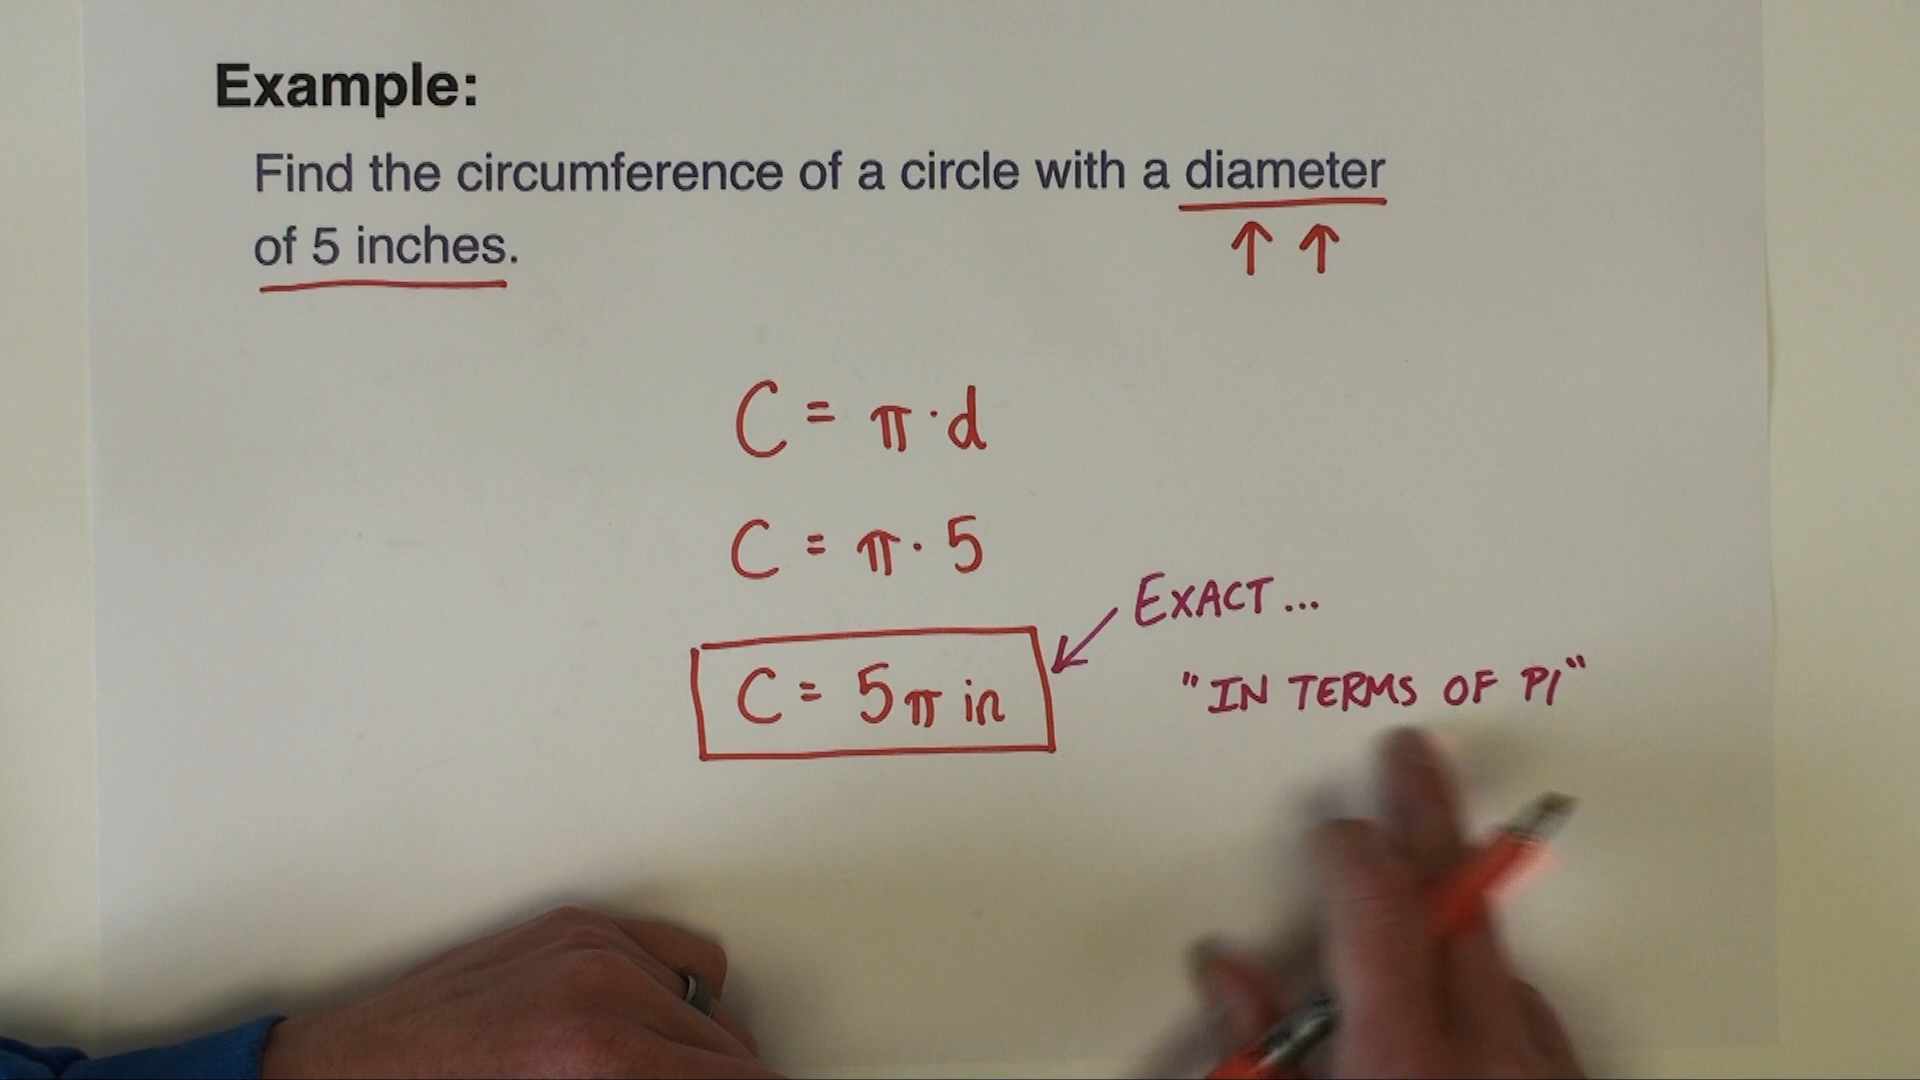 Example:
Find the circumference of a circle with a diameter
of 5 inches.
↑ ↑
C = π · d
C = π · 5
C = 5π in
EXACT...
"IN TERMS OF PI"